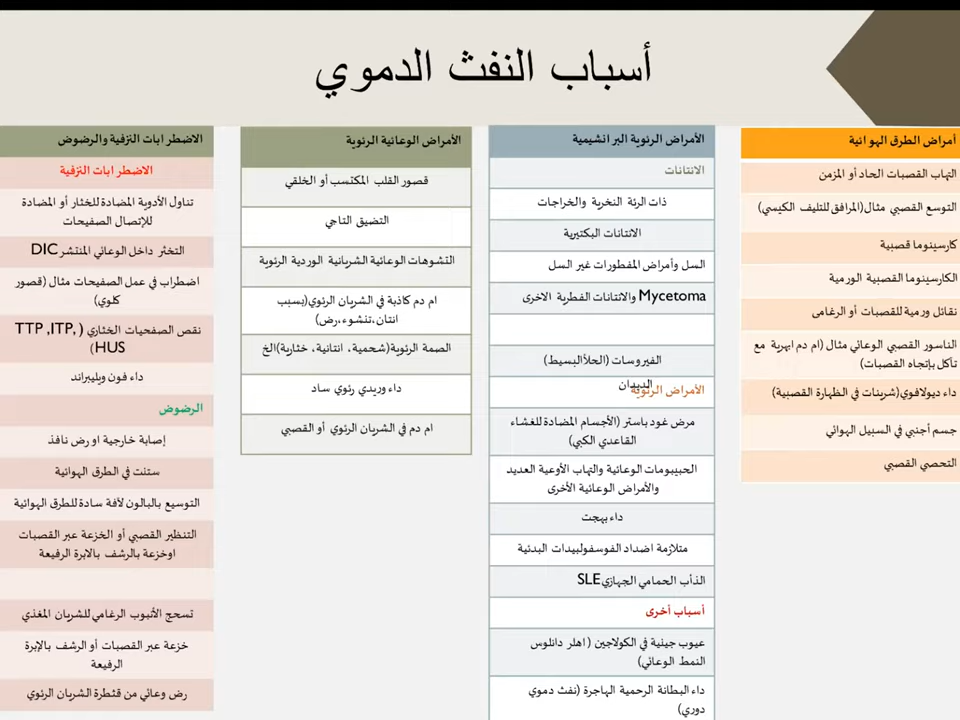 أسباب النفث الدموي
أمراض الطرق الهوائية
التهاب القصبات الحاد أو المزمن
التوسع القصبي مثال(المرافق للتليف الكيسي)
كارسينوما قصبية
الكارسينوما القصبية الورمية
نقائل ورمية للقصبات أو الرغامى
الناسور القصبي الوعائي مثال (ام دم ابهرية مع
تآكل بإتجاه القصبات)
داء ديولافوي(شرينات في الظهارة القصبية)
جسم أجنبي في السبيل الهوائي
التحصي القصبي
الأمراض الرئوية البرانشيمية
الانتانات
ذات الرئة النخرية والخراجات
الانتانات البكتيرية
السل وأمراض المفطورات غير السل
Mycetoma والانتانات الفطرية الاخرى
الفيروسات (الحلأالبسيط)
الديدان
الأمراض الرئوية
مرض غود باستر (الأجسام المضادة للغشاء
القاعدي الكبي)
الحبيبومات الوعائية والتهاب الأوعية العديد
والأمراض الوعائية الأخرى
داء بهجت
متلازمة اضداد الفوسفولبيدات البدئية
الذأب الحمامي الجهازيSLE
أسباب أخرى
عيوب جينية في الكولاجين ( اهلر دانلوس
النمط الوعائي)
داء البطانة الرحمية الهاجرة (نفث دموي
دوري)
الأمراض الوعائية الرئوية
قصور القلب المكتسب أو الخلقي
التضيق التاجي
التشوهات الوعائية الشريانية الوردية الرئوية
ام دم كاذبة في الشريان الرئوي(بسبب
انتان،تنشوء،رض)
الصمة الرئوية(شحمية، انتانية، خثارية)الخ
داء وريدي رئوي ساد
ام دم في الشريان الرئوي أو القصبي
الاضطرابات النزفية والرضوض
الاضطرابات النزفية
تناول الأدوية المضادة للخثار أو المضادة
للإتصال الصفيحات
التخثر داخل الوعائي المنتشر DIC
اضطراب في عمل الصفيحات مثال (قصور
كلوي)
نقص الصفيحات الخثاري ( TTP ,ITP,
HUS)
داء فون ويليبراند
الرضوض
إصابة خارجية او رض نافذ
ستنت في الطرق الهوائية
التوسيع بالبالون لآفة سادة للطرق الهوائية
التنظير القصبي أو الخزعة عبر القصبات
اوخزعة بالرشف بالابرة الرفيعة
تسحج الأنبوب الرغامي للشريان المغذي
خزعة عبر القصبات أو الرشف بالإبرة
الرفيعة
رض وعائي من قثطرة الشريان الرئوي